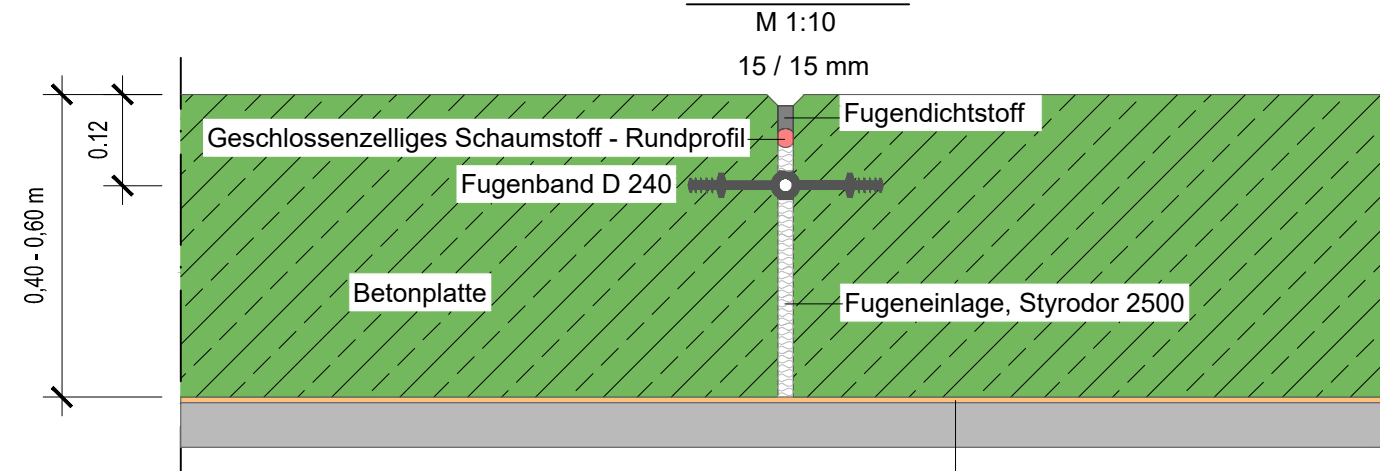 M 1:10
15 / 15 mm
Fugendichtstoff
Geschlossenzelliges Schaumstoff - Rundprofil
0.12
Fugenband D 240
0,40 - 0,60 m
Betonplatte
Fugeneinlage, Styrodor 2500